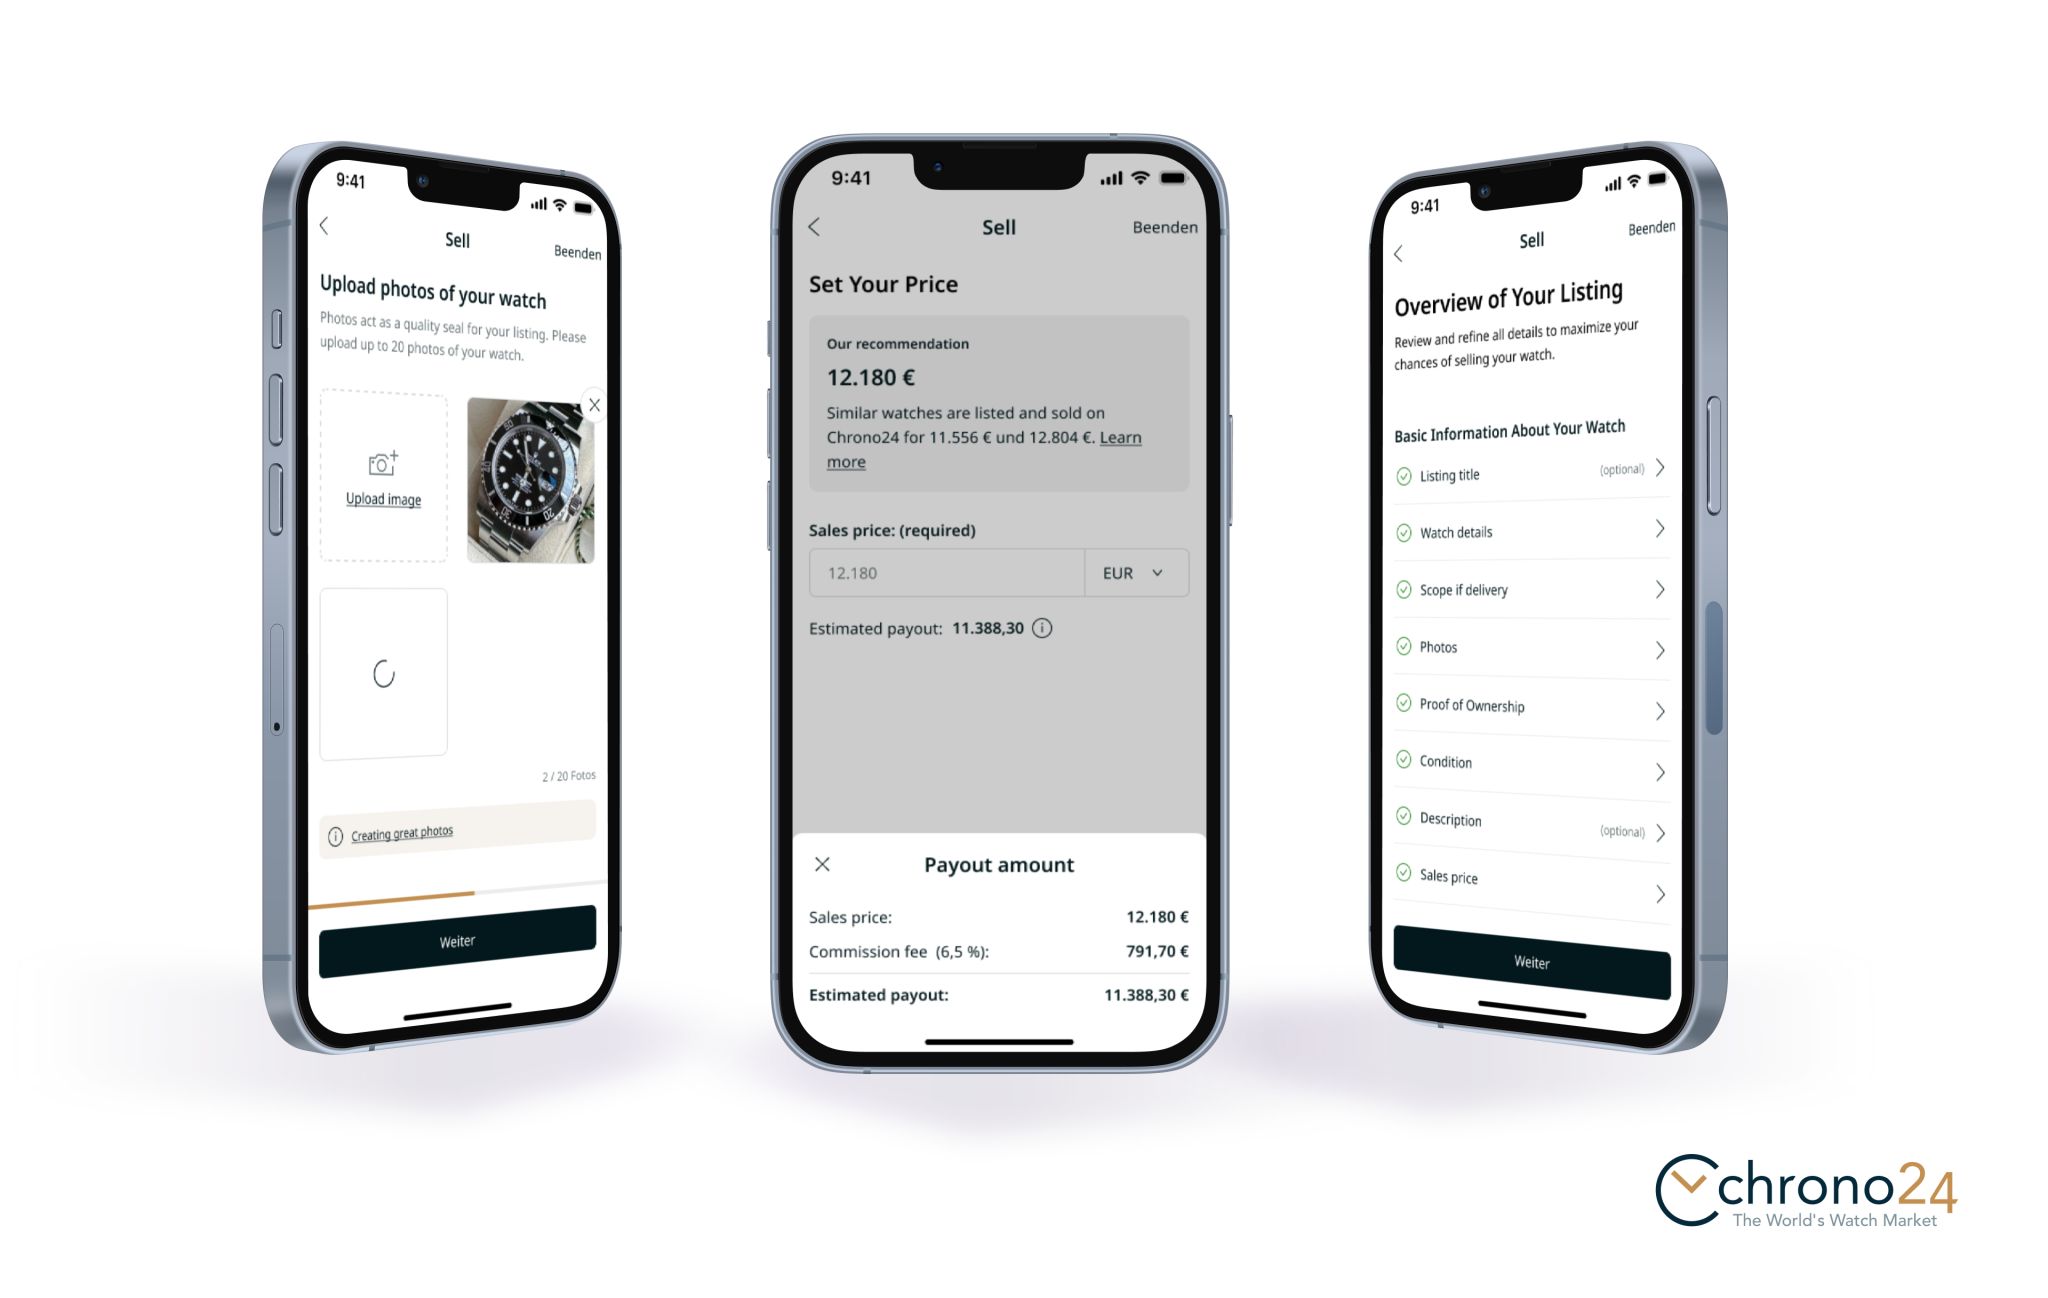 9:41
Sell
Beenden
Upload photos of your watch
Photos act as a quality seal for your listing. Please
upload up to 20 photos of your watch.
Upload image
2 / 20 Fotos
Creating great photos
Weiter
9:41
Sell
Beenden
Set Your Price
Our recommendation
12.180 €
Similar watches are listed and sold on
Chrono24 for 11.556 € und 12.804 €. Learn
more
Sales price: (required)
12.180
EUR
Estimated payout: 11.388,30
Payout amount
Sales price: 12.180 €
Commission fee (6,5 %): 791,70 €
Estimated payout: 11.388,30 €
9:41
Sell
Beenden
Overview of Your Listing
Review and refine all details to maximize your
chances of selling your watch.
Basic Information About Your Watch
Listing title (optional)
Watch details
Scope if delivery
Photos
Proof of Ownership
Condition
Description (optional)
Sales price
Weiter
chrono24
The World's Watch Market